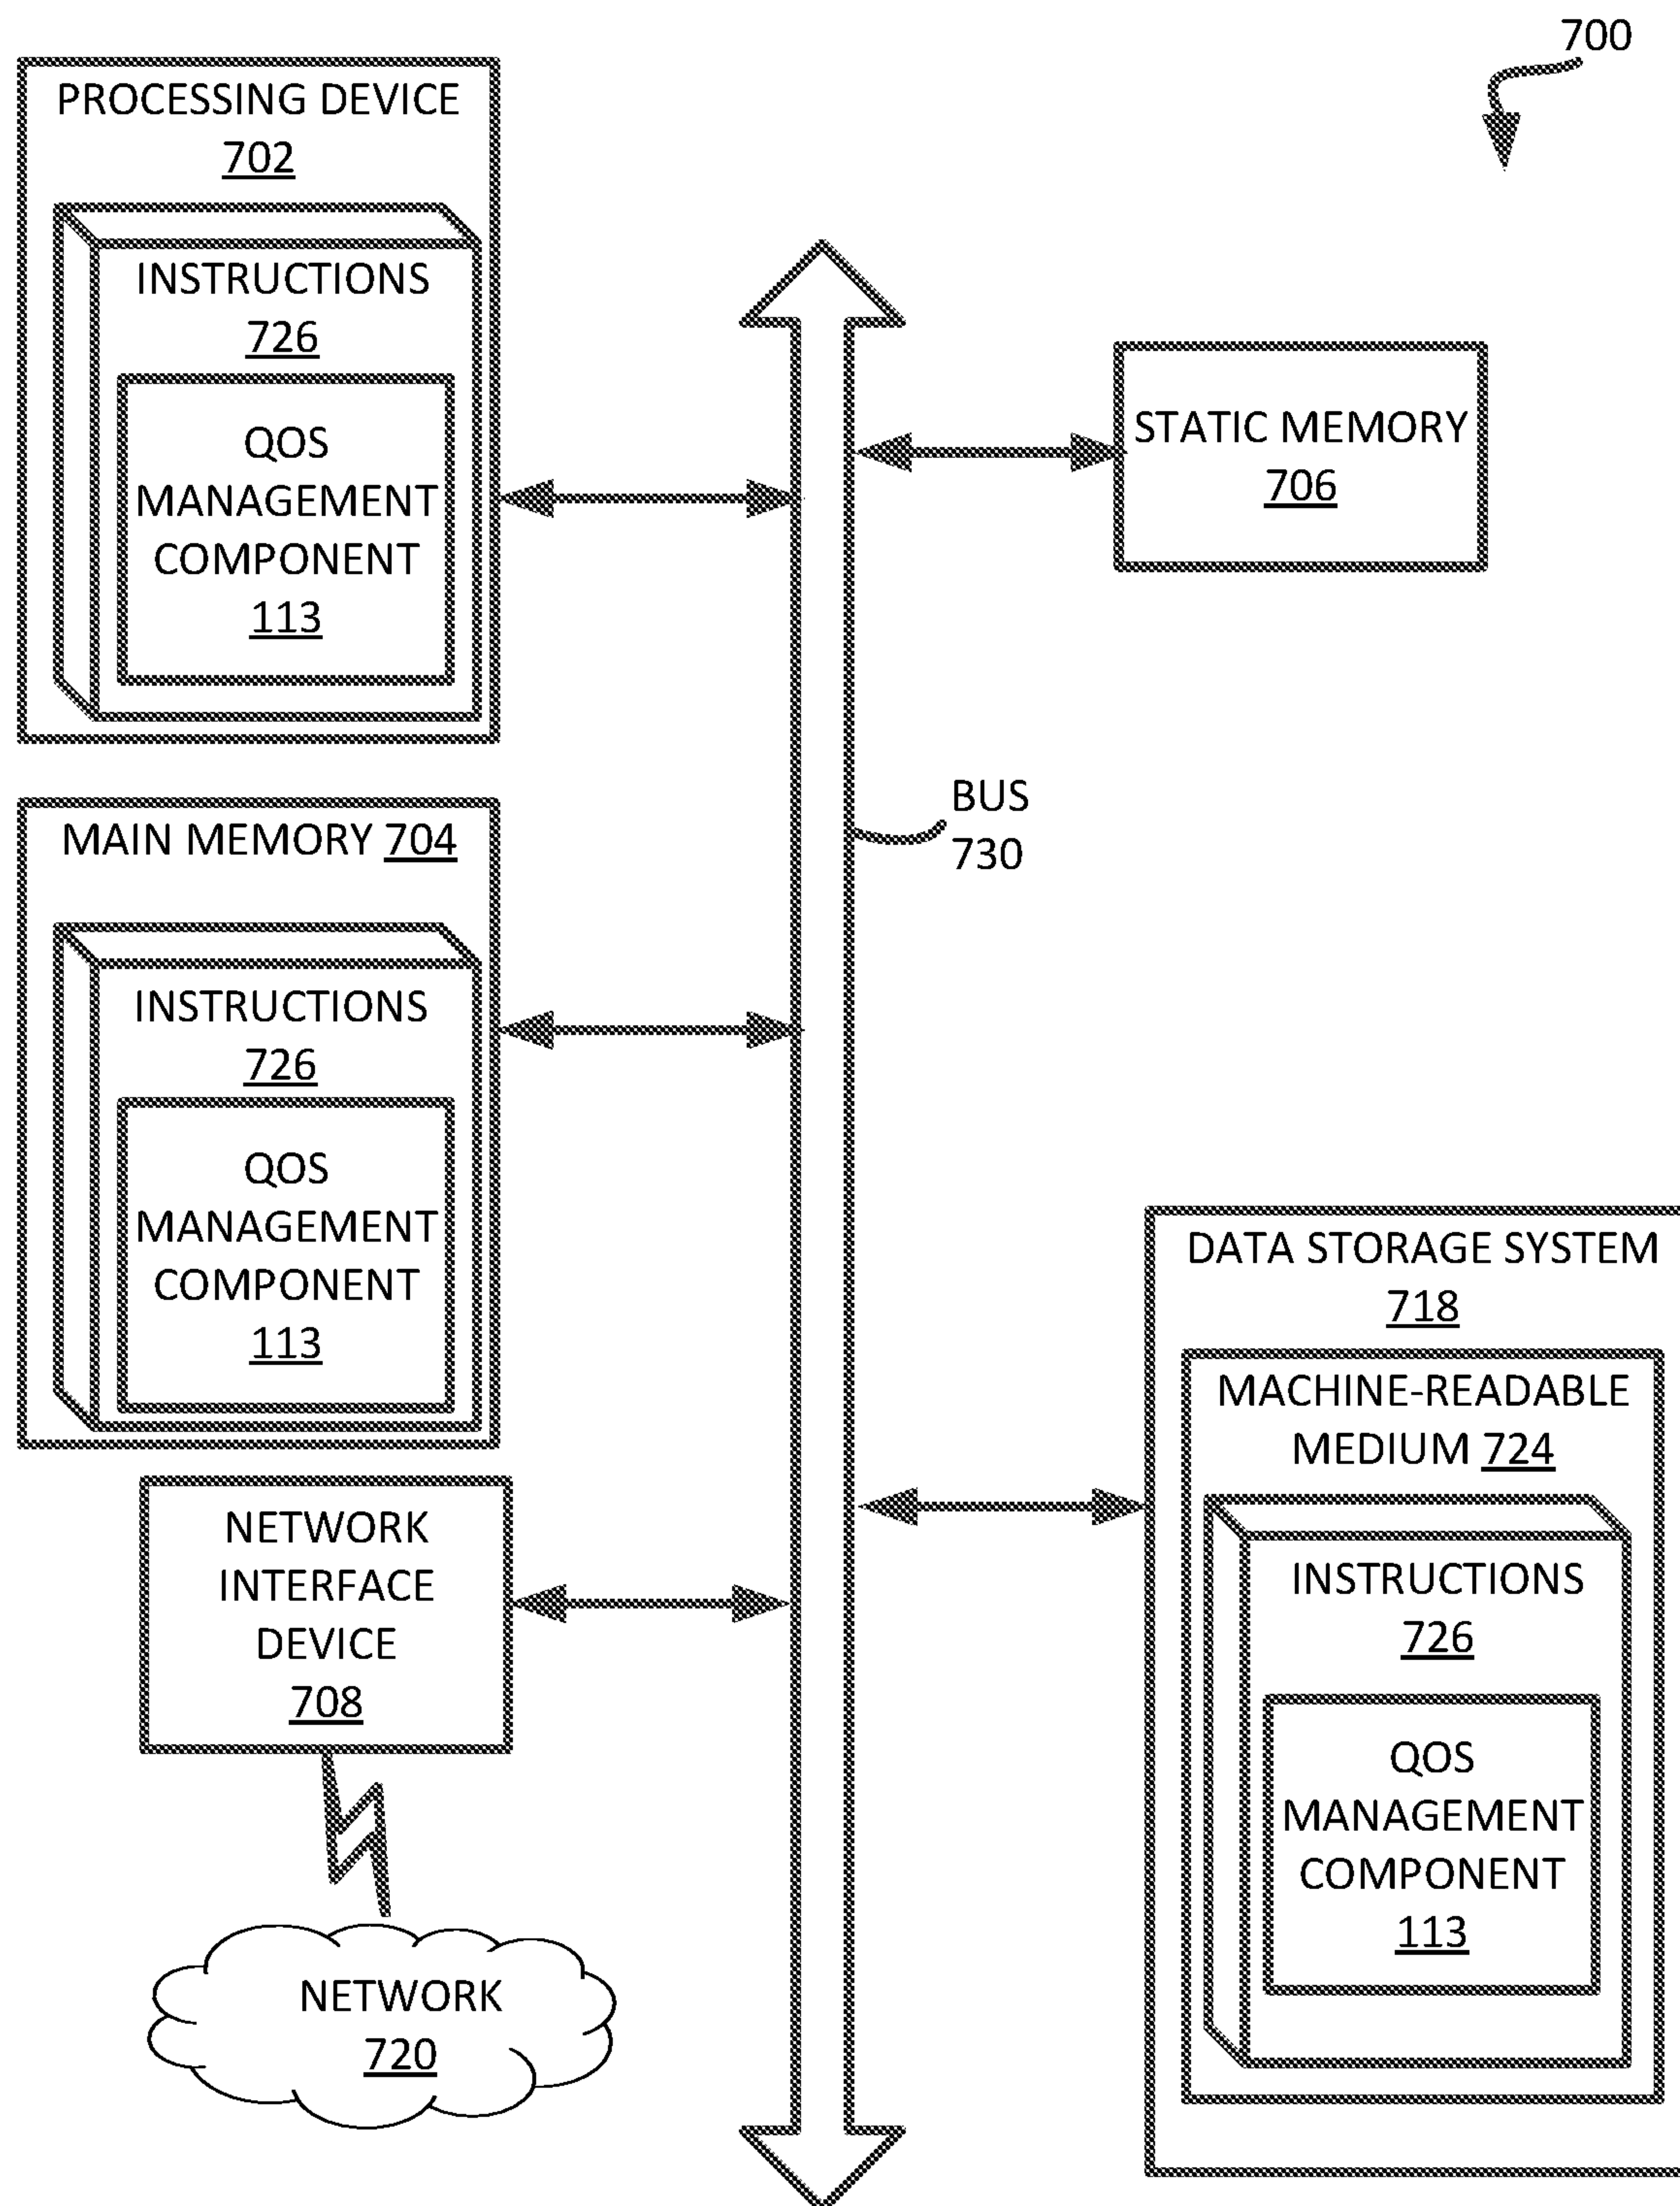 700
PROCESSING DEVICE
702
INSTRUCTIONS
726
QOS
MANAGEMENT
COMPONENT
113
STATIC MEMORY
706
BUS
730
MAIN MEMORY 704
INSTRUCTIONS
726
QOS
MANAGEMENT
COMPONENT
113
DATA STORAGE SYSTEM
718
MACHINE-READABLE
MEDIUM 724
INSTRUCTIONS
726
QOS
MANAGEMENT
COMPONENT
113
NETWORK
INTERFACE
DEVICE
708
NETWORK
720